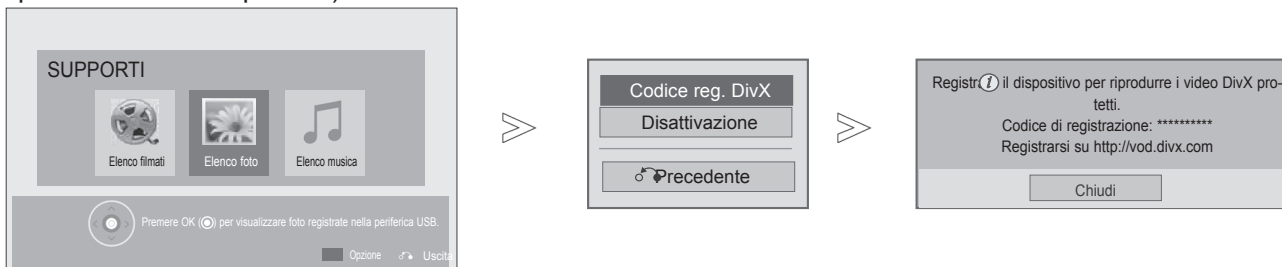 SUPPORTI
Elenco filmati
Elenco foto
Elenco musica
Premere OK (◉) per visualizzare foto registrate nella periferica USB.
Opzione
Uscita
Codice reg. DivX
Disattivazione
Precedente
Registra il dispositivo per riprodurre i video DivX pro-
tetti.
Codice di registrazione: **********
Registrarsi su http://vod.divx.com
Chiudi